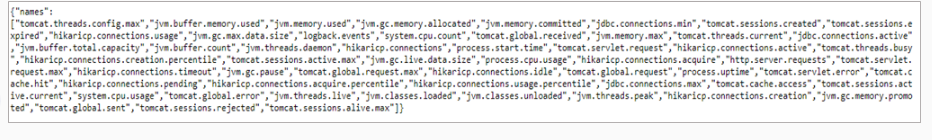 {"names":
["tomcat.threads.config.max","jvm.buffer.memory.used","jvm.memory.used","jvm.gc.memory.allocated","jvm.memory.committed","jdbc.connections.min","tomcat.sessions.created","tomcat.sessions.e
xpired","hikaricp.connections.usage","jvm.gc.max.data.size","logback.events","system.cpu.count","tomcat.global.received","jvm.memory.max","tomcat.threads.current","jdbc.connections.active"
,"jvm.buffer.total.capacity","jvm.buffer.count","jvm.threads.daemon","hikaricp.connections","process.start.time","tomcat.servlet.request","hikaricp.connections.active","tomcat.threads.busy
","hikaricp.connections.creation.percentile","tomcat.sessions.active.max","jvm.gc.live.data.size","process.cpu.usage","hikaricp.connections.acquire","http.server.requests","tomcat.servlet.
request.max","hikaricp.connections.timeout","jvm.gc.pause","tomcat.global.request.max","hikaricp.connections.idle","tomcat.global.request","process.uptime","tomcat.servlet.error","tomcat.c
ache.hit","hikaricp.connections.pending","hikaricp.connections.acquire.percentile","hikaricp.connections.usage.percentile","jdbc.connections.max","tomcat.cache.access","tomcat.sessions.act
ive.current","system.cpu.usage","tomcat.global.error","jvm.threads.live","jvm.classes.loaded","jvm.classes.unloaded","jvm.threads.peak","hikaricp.connections.creation","jvm.gc.memory.promo
ted","tomcat.global.sent","tomcat.sessions.rejected","tomcat.sessions.alive.max"]}